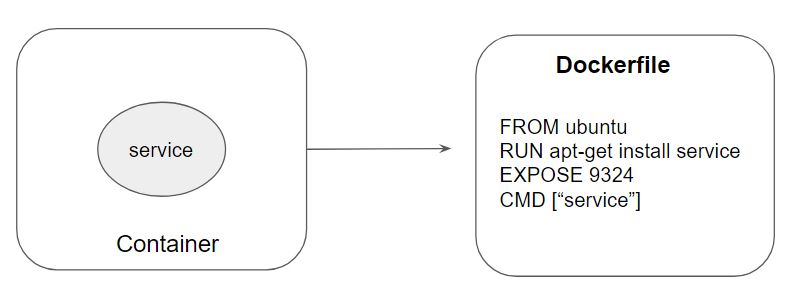 service
Container
Dockerfile
FROM ubuntu
RUN apt-get install service
EXPOSE 9324
CMD [“service”]